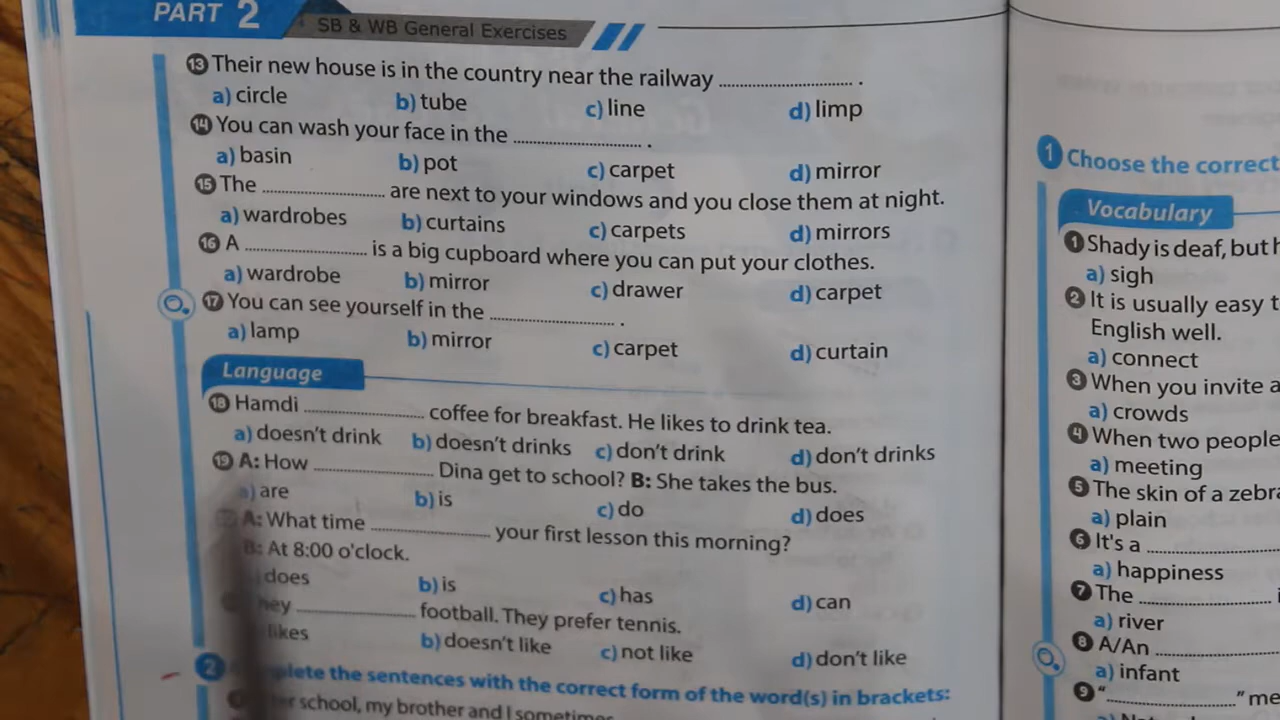 PART 2
SB & WB General Exercises
13 Their new house is in the country near the railway .................... .
a) circle b) tube c) line d) limp
14 You can wash your face in the .................... .
a) basin b) pot c) carpet d) mirror
15 The .................... are next to your windows and you close them at night.
a) wardrobes b) curtains c) carpets d) mirrors
16 A .................... is a big cupboard where you can put your clothes.
a) wardrobe b) mirror c) drawer d) carpet
17 You can see yourself in the .................... .
a) lamp b) mirror c) carpet d) curtain
Language
18 Hamdi .................... coffee for breakfast. He likes to drink tea.
a) doesn't drink b) doesn't drinks c) don't drink d) don't drinks
19 A: How .................... Dina get to school? B: She takes the bus.
a) are b) is c) do d) does
A: What time .................... your first lesson this morning?
B: At 8:00 o'clock.
does b) is c) has d) can
.................... football. They prefer tennis.
likes b) doesn't like c) not like d) don't like
2 the sentences with the correct form of the word(s) in brackets:
school, my brother and I sometimes
1 Choose the correct
Vocabulary
1 Shady is deaf, but
a) sigh
2 It is usually easy
English well.
a) connect
3 When you invite
a) crowds
4 When two people
a) meeting
5 The skin of a
a) plain
6 It's a ....................
a) happiness
7 The ....................
a) river
8 A/An ....................
a) infant
9 "...................."